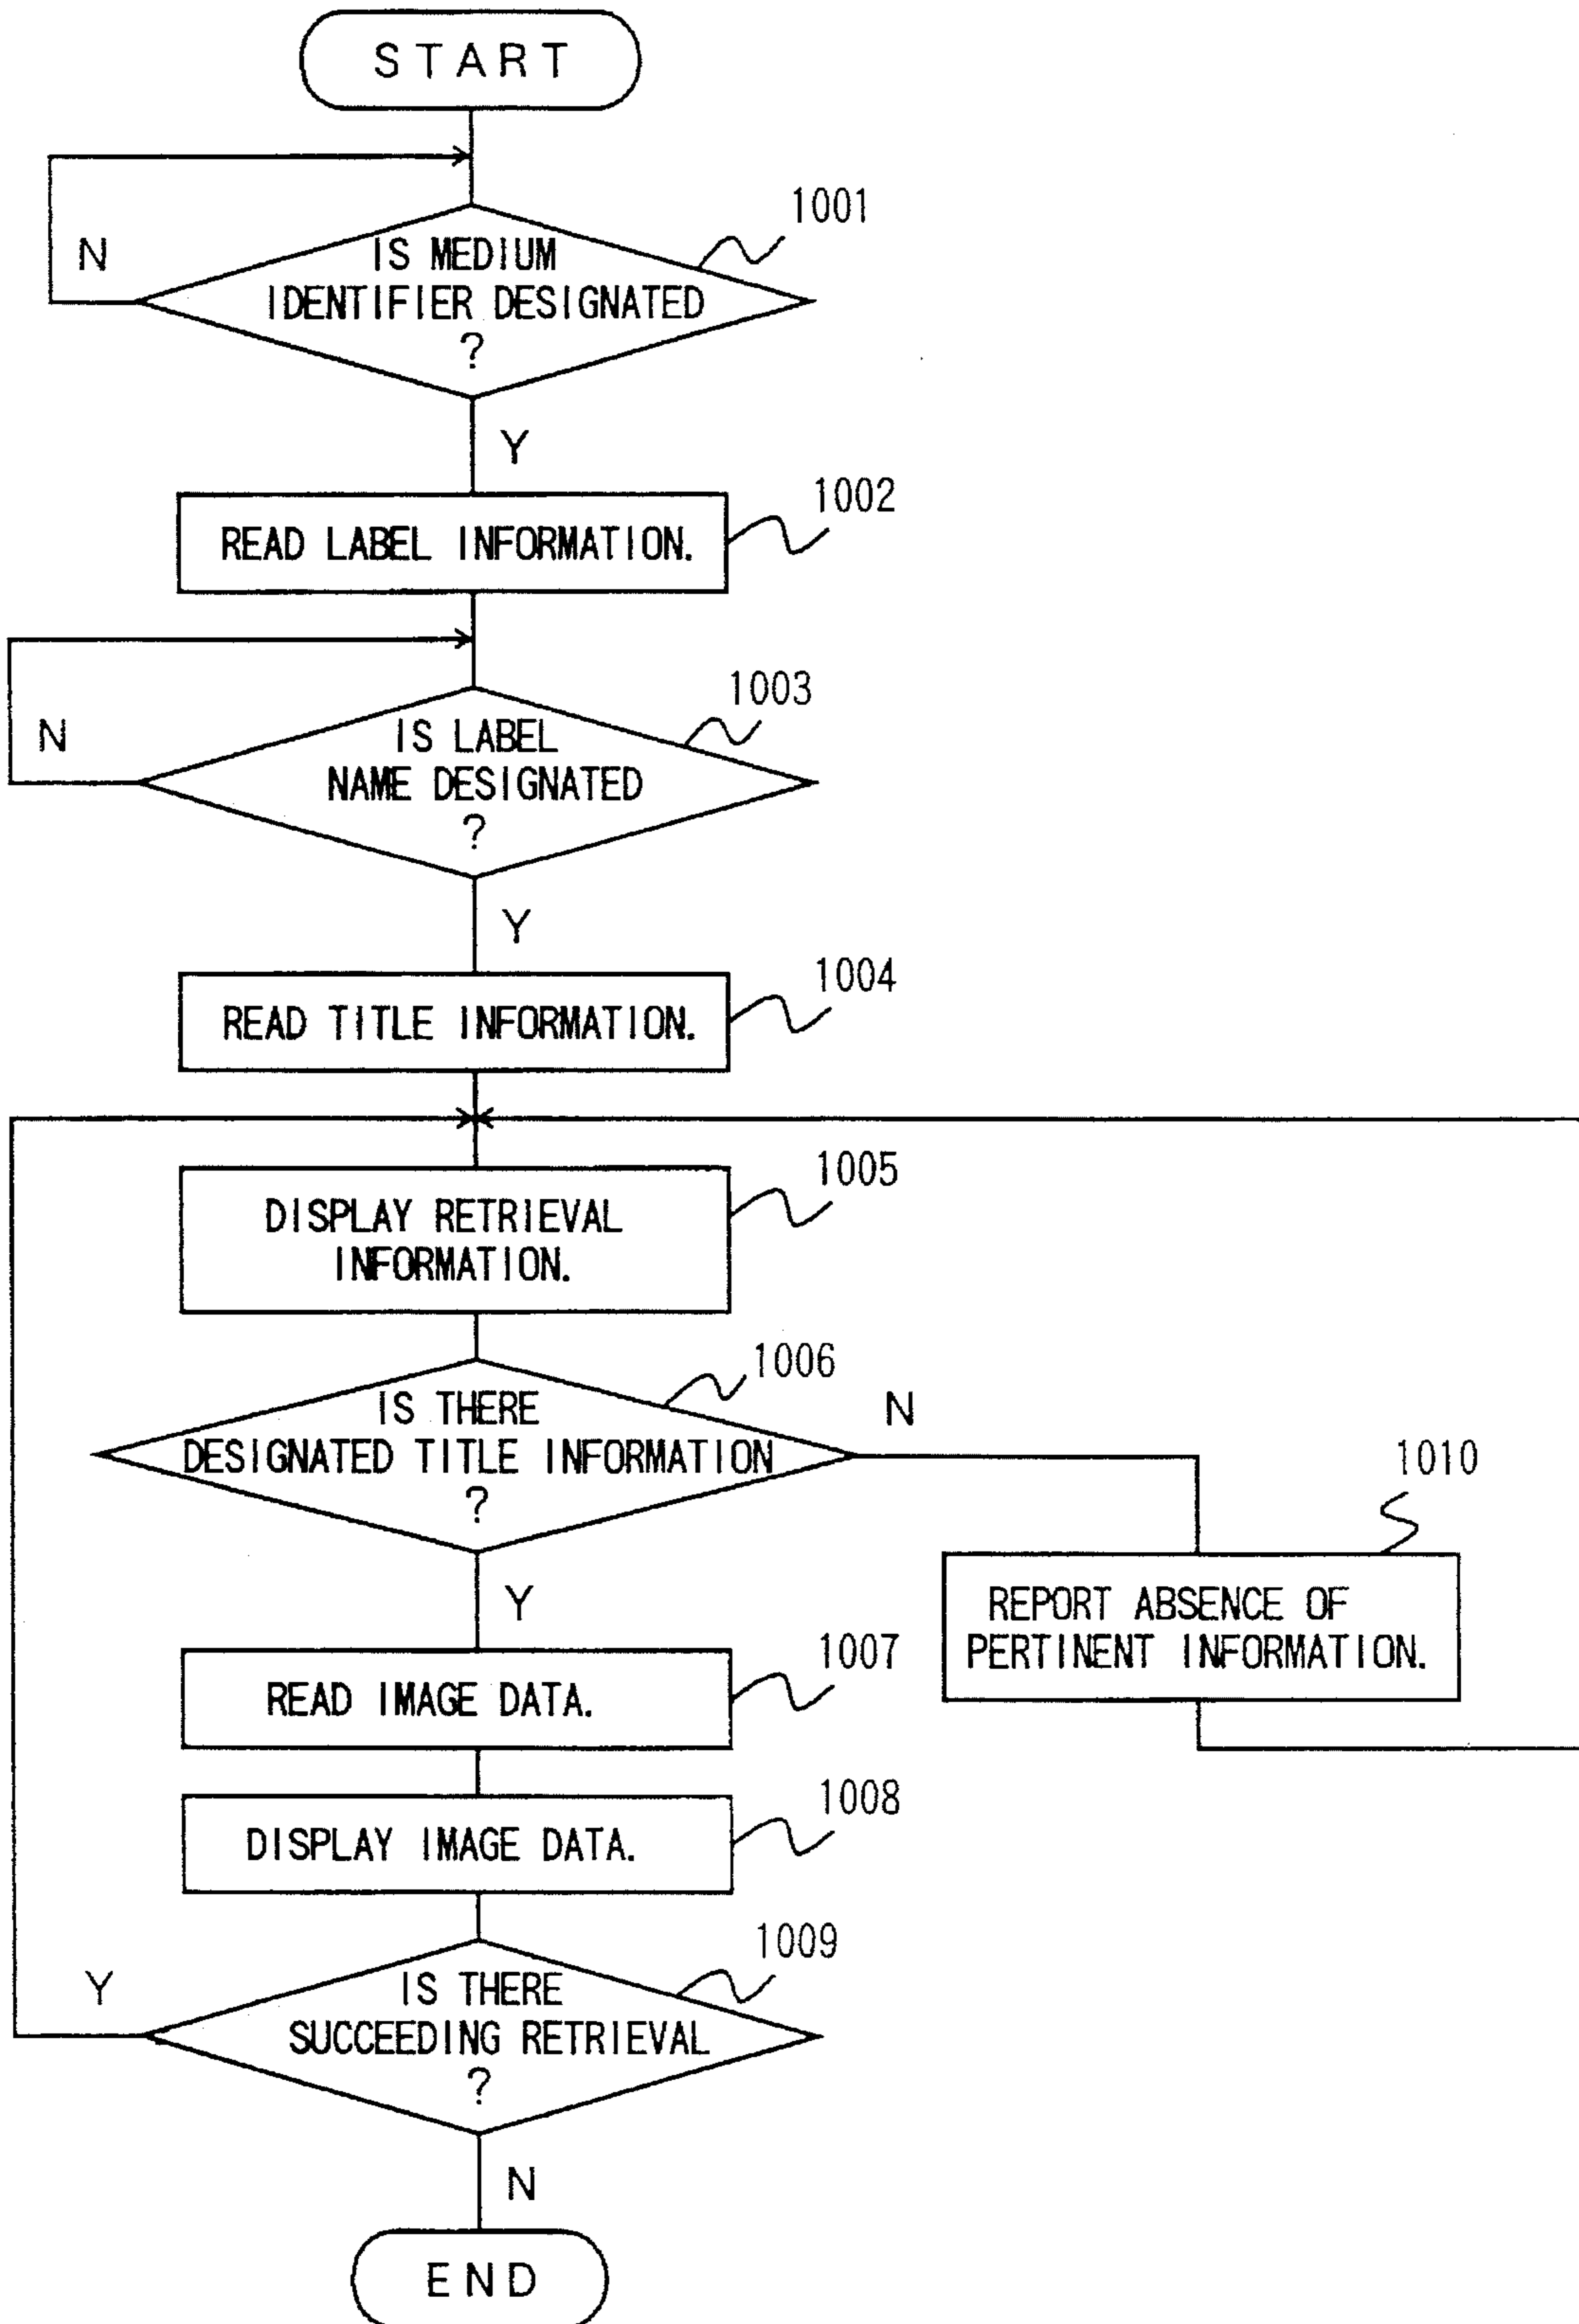 START
1001
N
IS MEDIUM
IDENTIFIER DESIGNATED
?
Y
1002
READ LABEL INFORMATION.
1003
N
IS LABEL
NAME DESIGNATED
?
Y
1004
READ TITLE INFORMATION.
1005
DISPLAY RETRIEVAL
INFORMATION.
1006
IS THERE
DESIGNATED TITLE INFORMATION
?
N
1010
REPORT ABSENCE OF
PERTINENT INFORMATION.
Y
1007
READ IMAGE DATA.
1008
DISPLAY IMAGE DATA.
1009
Y
IS THERE
SUCCEEDING RETRIEVAL
?
N
END